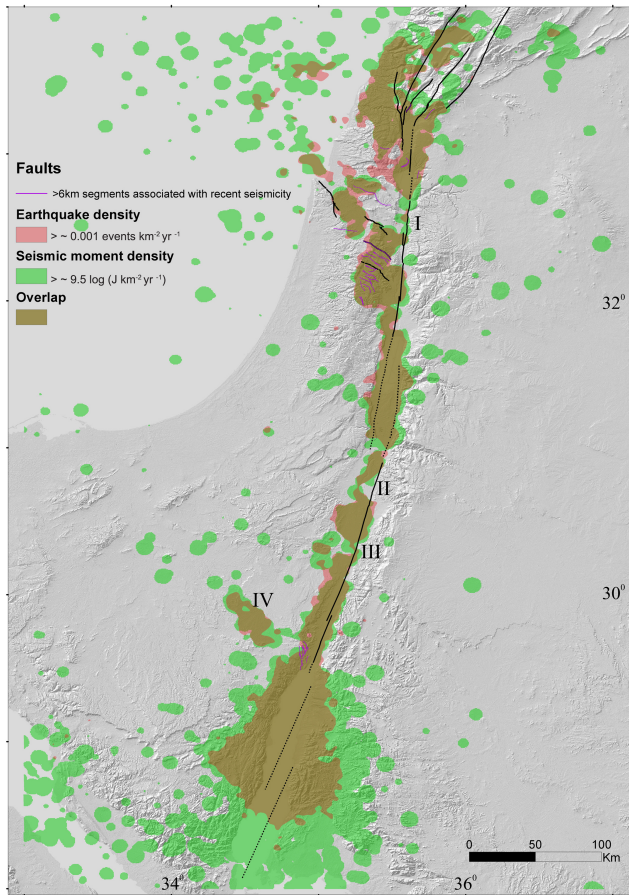 Faults
>6km segments associated with recent seismicity
Earthquake density
> ~ 0.001 events km⁻² yr⁻¹
Seismic moment density
> ~ 9.5 log (J km⁻² yr⁻¹)
Overlap
I
32⁰
II
III
IV
30⁰
34⁰
36⁰
0 50 100
Km